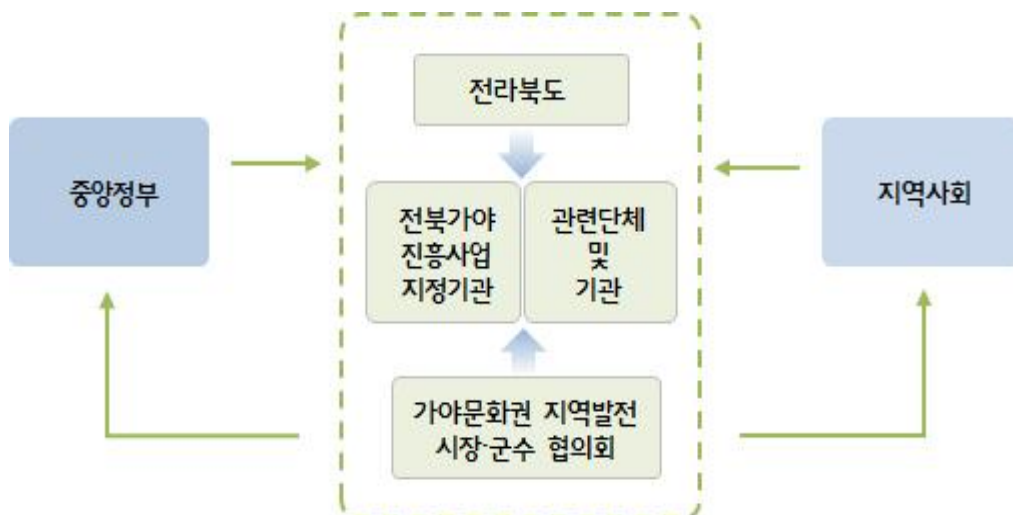 전라북도
중앙정부
전북가야
진흥사업
지정기관
관련단체
및
기관
지역사회
가야문화권 지역발전
시장·군수 협의회